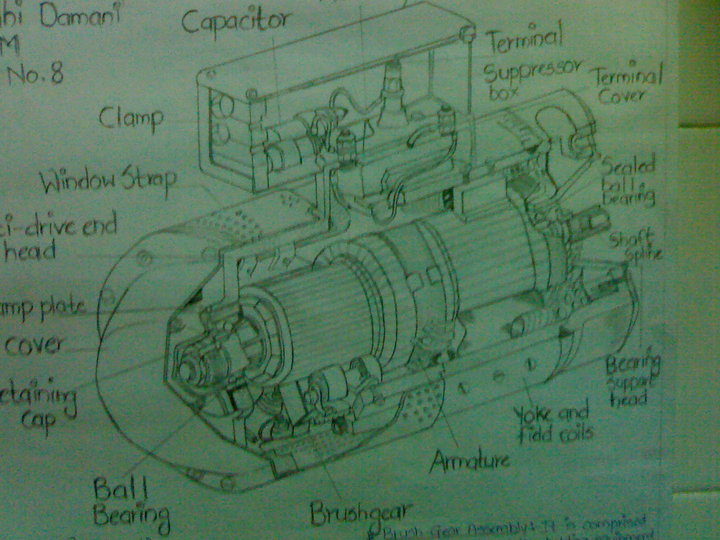 hi Damani
M
No. 8
Capacitor
Terminal
Suppressor
box
Terminal
Cover
Clamp
Window Strap
Sealed
ball
bearing
i-drive end
head
Shaft
Spline
amp plate
cover
etaining
cap
Bearing
Support
head
Yoke and
field coils
Armature
Ball
Bearing
Brushgear
Brush Gear Assembly :- It is comprised